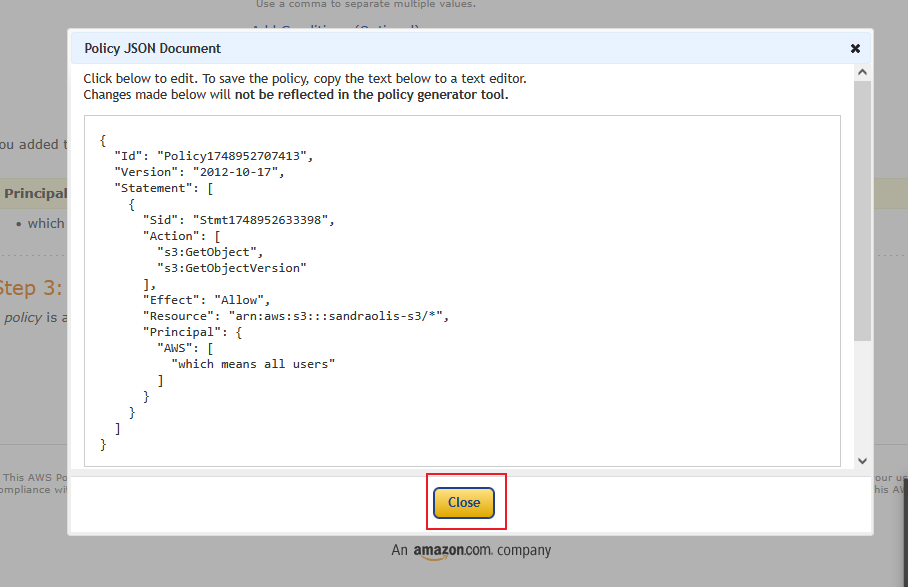 Use a comma to separate multiple values.
Policy JSON Document
Click below to edit. To save the policy, copy the text below to a text editor.
Changes made below will not be reflected in the policy generator tool.
{
"Id": "Policy1748952707413",
"Version": "2012-10-17",
"Statement": [
{
"Sid": "Stmt1748952633398",
"Action": [
"s3:GetObject",
"s3:GetObjectVersion"
],
"Effect": "Allow",
"Resource": "arn:aws:s3:::sandraolis-s3/*",
"Principal": {
"AWS": [
"which means all users"
]
}
}
]
}
ou added t
Principal
• which
Step 3:
policy is a
This AWS Po
ompliance wit
our us
his AW
Close
An amazon.com. company